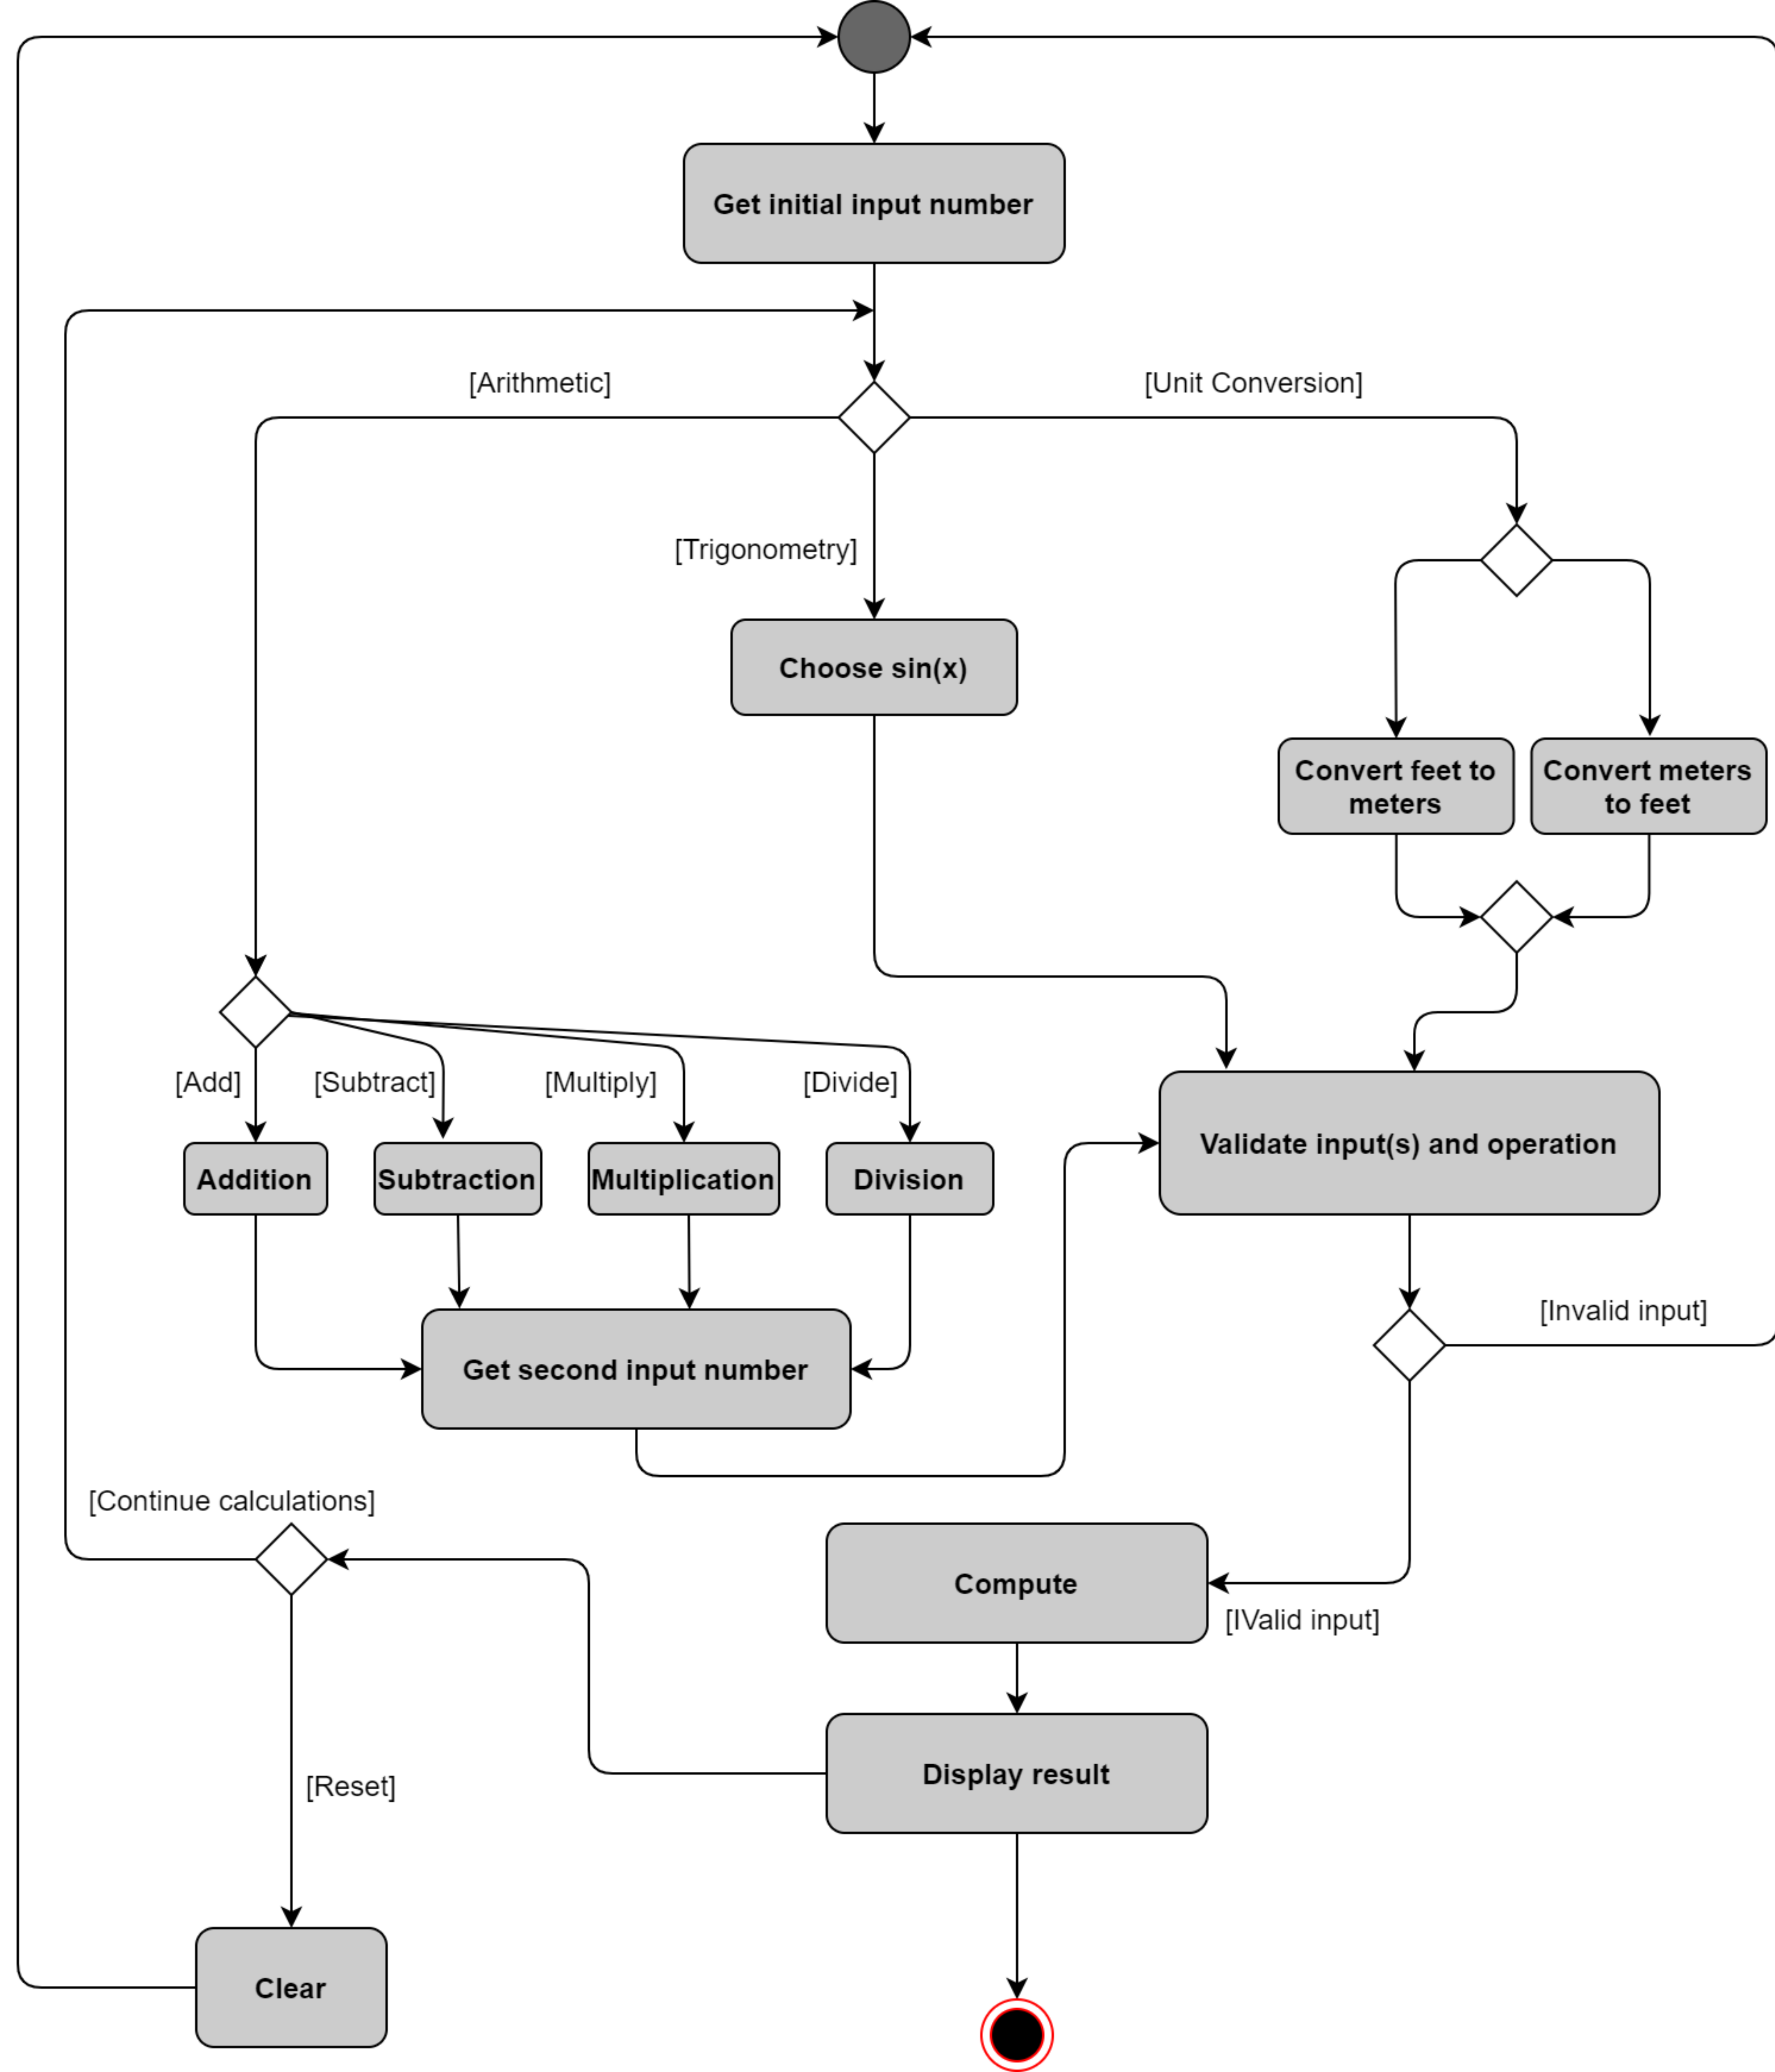 Get initial input number
[Arithmetic]
[Unit Conversion]
[Trigonometry]
Choose sin(x)
Convert feet to
meters
Convert meters
to feet
[Add]
[Subtract]
[Multiply]
[Divide]
Addition
Subtraction
Multiplication
Division
Validate input(s) and operation
[Invalid input]
Get second input number
[Continue calculations]
Compute
[IValid input]
Display result
[Reset]
Clear